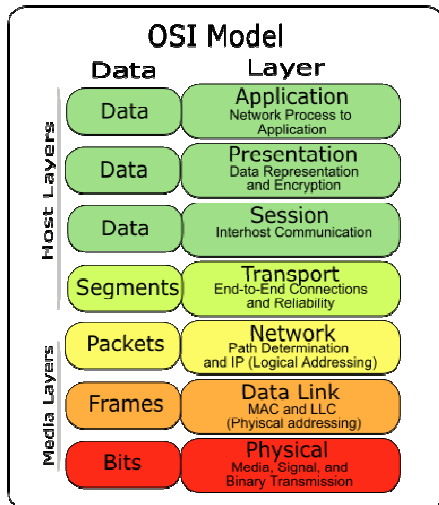 OSI Model
Data Layer
Host Layers
Data
Application
Network Process to
Application
Data
Presentation
Data Representation
and Encryption
Data
Session
Interhost Communication
Segments
Transport
End-to-End Connections
and Reliability
Media Layers
Packets
Network
Path Determination
and IP (Logical Addressing)
Frames
Data Link
MAC and LLC
(Phyiscal addressing)
Bits
Physical
Media, Signal, and
Binary Transmission